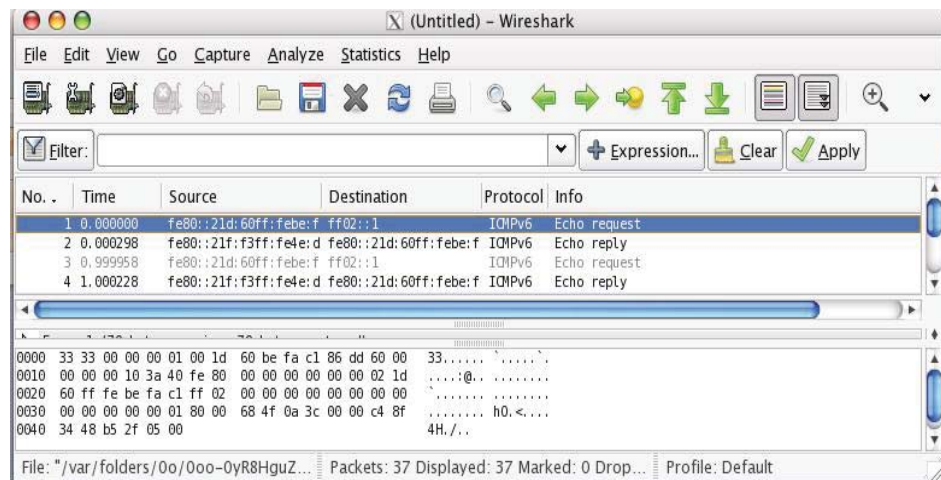 X (Untitled) – Wireshark
File Edit View Go Capture Analyze Statistics Help
Filter: Expression... Clear Apply
No. . Time Source Destination Protocol Info
1 0.000000 fe80::21d:60ff:febe:f ff02::1 ICMPv6 Echo request
2 0.000298 fe80::21f:f3ff:fe4e:d fe80::21d:60ff:febe:f ICMPv6 Echo reply
3 0.999958 fe80::21d:60ff:febe:f ff02::1 ICMPv6 Echo request
4 1.000228 fe80::21f:f3ff:fe4e:d fe80::21d:60ff:febe:f ICMPv6 Echo reply
0000 33 33 00 00 00 01 00 1d 60 be fa c1 86 dd 60 00 33...... `.....`.
0010 00 00 00 10 3a 40 fe 80 00 00 00 00 00 00 02 1d ....:@.. ........
0020 60 ff fe be fa c1 ff 02 00 00 00 00 00 00 00 00 `....... ........
0030 00 00 00 00 00 01 80 00 68 4f 0a 3c 00 00 c4 8f ........ hO.<....
0040 34 48 b5 2f 05 00 4H./..
File: "/var/folders/0o/0oo-0yR8HguZ... Packets: 37 Displayed: 37 Marked: 0 Drop... Profile: Default